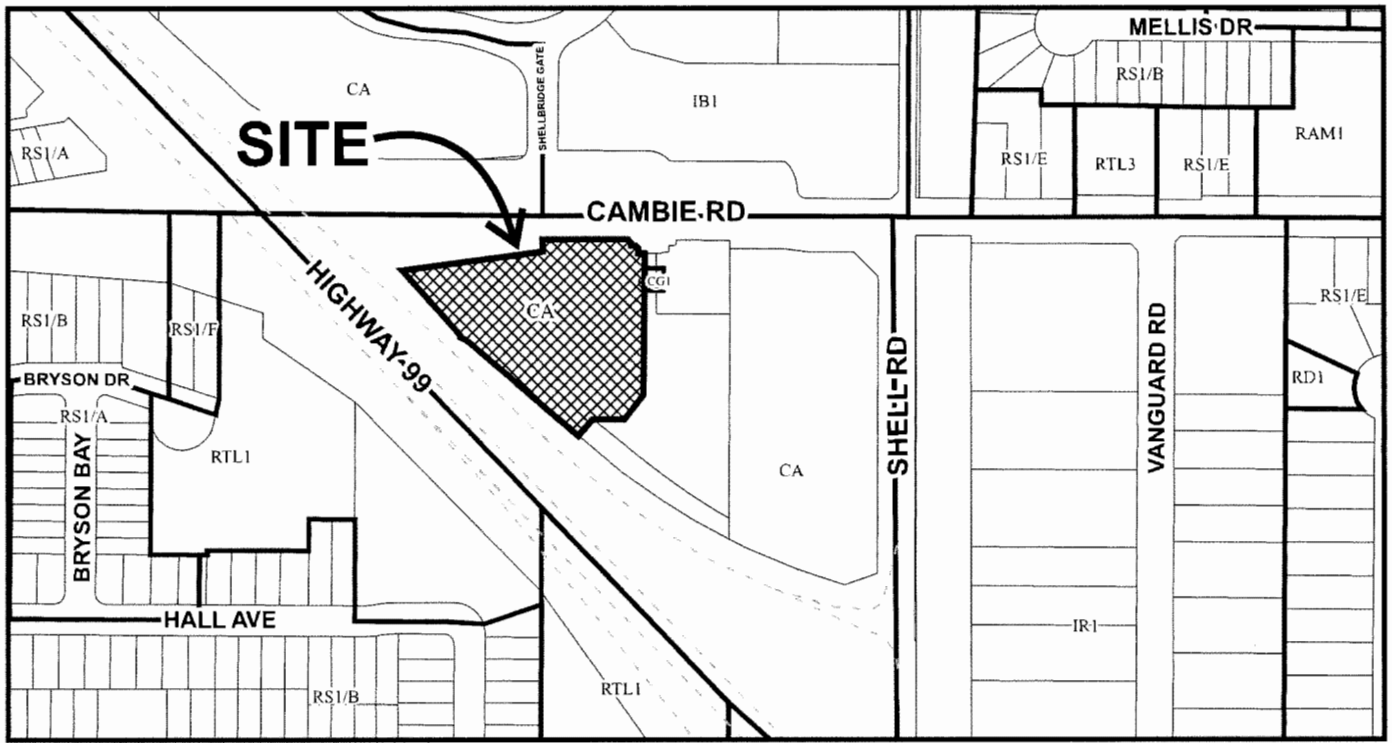 MELLIS DR
SHELLBRIDGE GATE
RS1/B
CA
IB1
SITE
RS1/A
RAM1
RS1/E
RTL3
RS1/E
CAMBIE RD
HIGHWAY 99
CG1
CA
RS1/E
RS1/B
RS1/F
BRYSON DR
RD1
SHELL RD
VANGUARD RD
RS1/A
RTL1
CA
BRYSON BAY
HALL AVE
IR1
RTL1
RS1/B